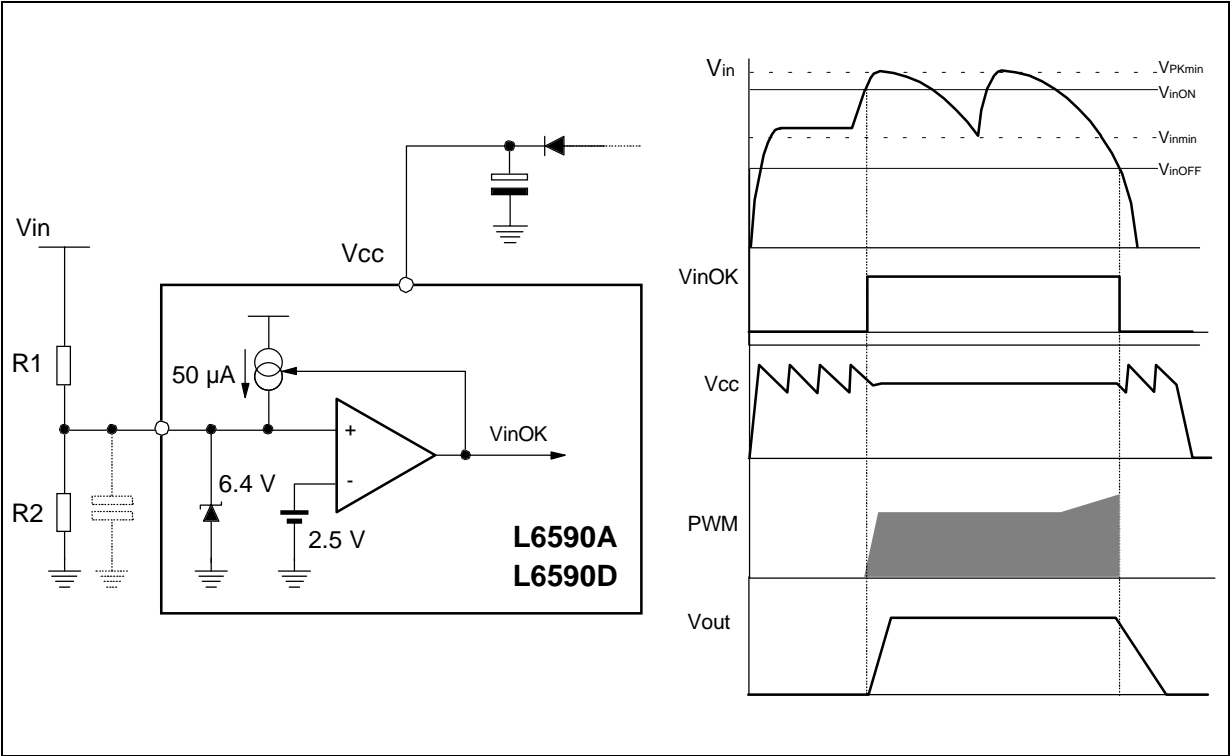 Vin
Vcc
R1
50 µA
VinOK
+
-
6.4 V
R2
2.5 V
L6590A
L6590D
Vin
VPKmin
VinON
Vinmin
VinOFF
VinOK
Vcc
PWM
Vout